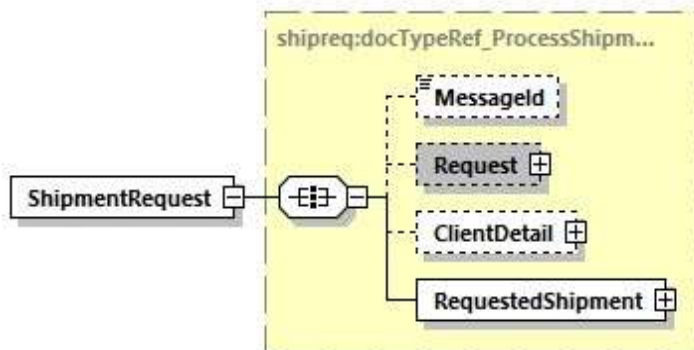 shipreq:docTypeRef_ProcessShipm...
MessageId
Request
ShipmentRequest
ClientDetail
RequestedShipment